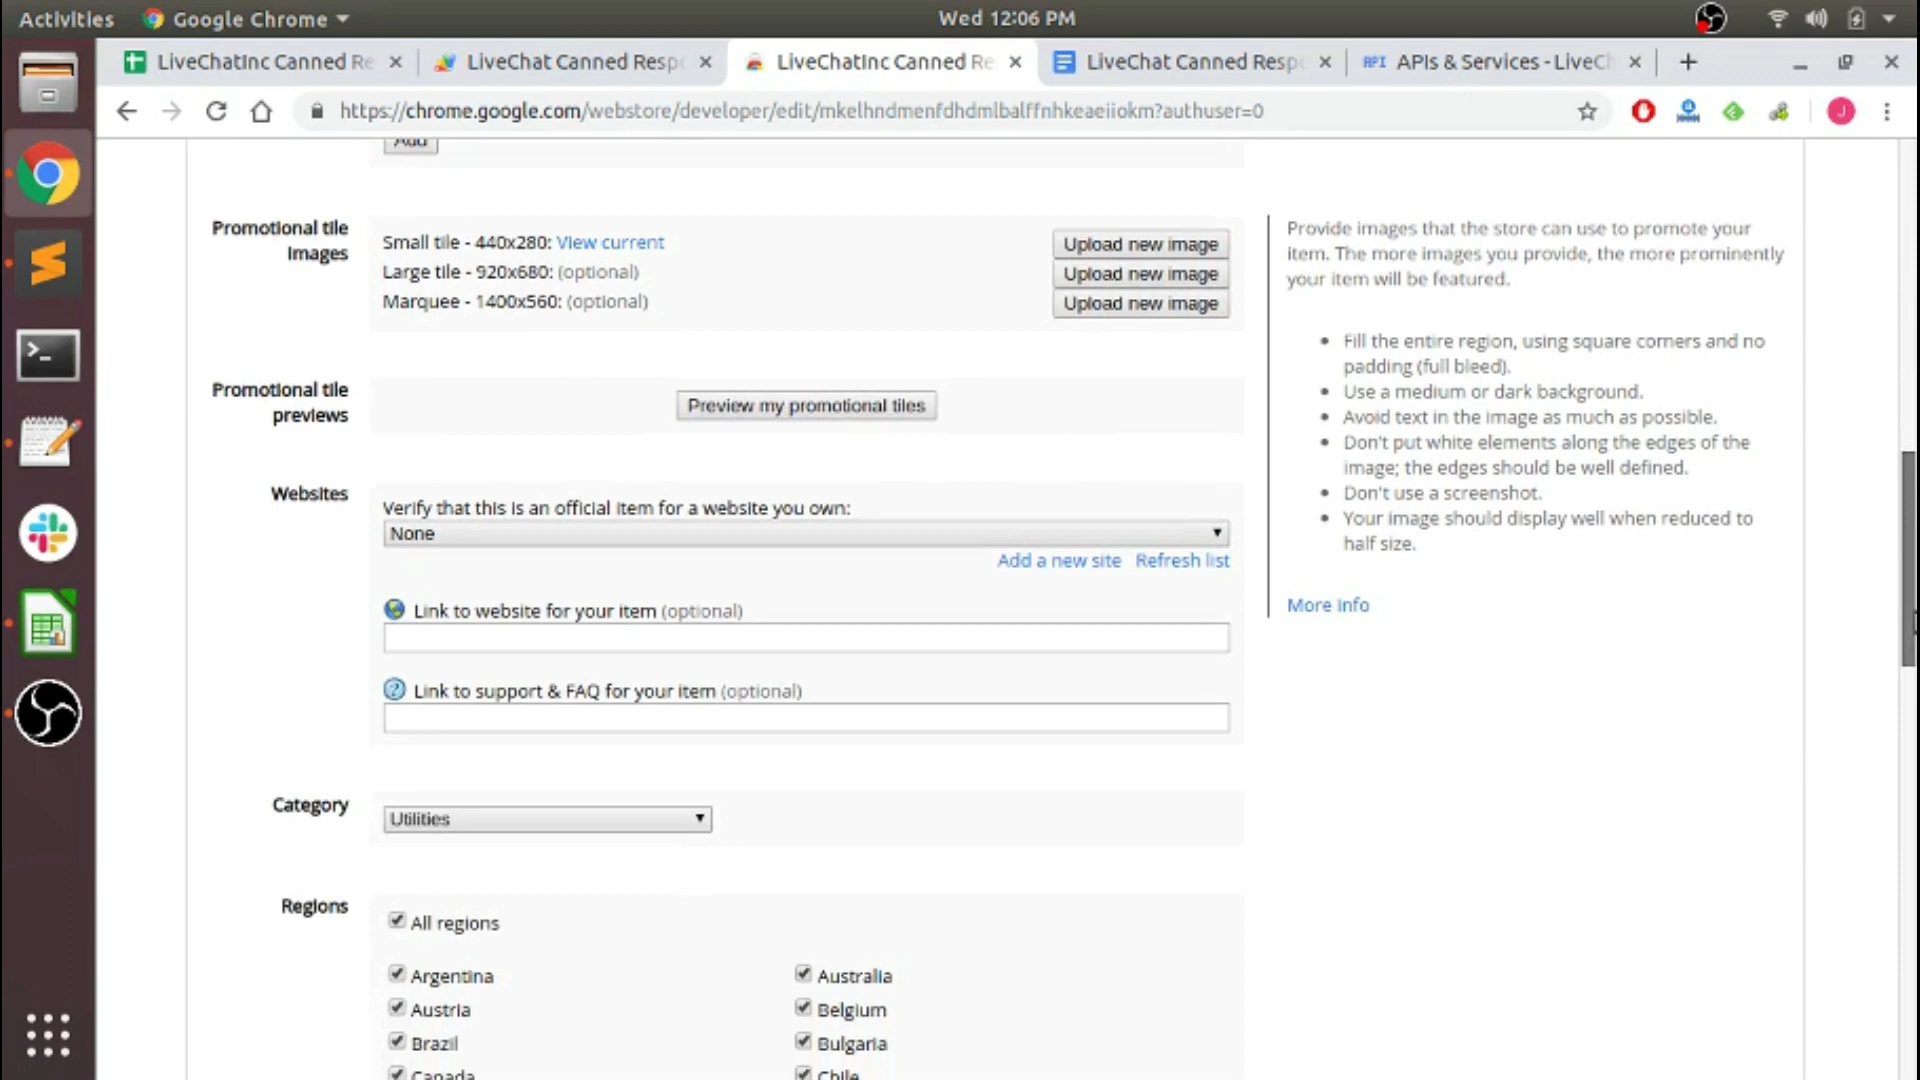 Activities
Google Chrome
Wed 12:06 PM
LiveChatInc Canned Re
LiveChat Canned Resp
LiveChatInc Canned Re
LiveChat Canned Resp
API APIs & Services - LiveCh
https://chrome.google.com/webstore/developer/edit/mkelhndmenfdhdmlbalffnhkeaeiiokm?authuser=0
J
Add
Promotional tile
images
Small tile - 440x280: View current
Upload new image
Large tile - 920x680: (optional)
Upload new image
Marquee - 1400x560: (optional)
Upload new image
Provide images that the store can use to promote your
item. The more images you provide, the more prominently
your item will be featured.
Fill the entire region, using square corners and no
padding (full bleed).
Use a medium or dark background.
Avoid text in the image as much as possible.
Don't put white elements along the edges of the
image; the edges should be well defined.
Don't use a screenshot.
Your image should display well when reduced to
half size.
More info
Promotional tile
previews
Preview my promotional tiles
Websites
Verify that this is an official item for a website you own:
None
Add a new site Refresh list
Link to website for your item (optional)
Link to support & FAQ for your item (optional)
Category
Utilities
Regions
All regions
Argentina
Australia
Austria
Belgium
Brazil
Bulgaria
Canada
Chile